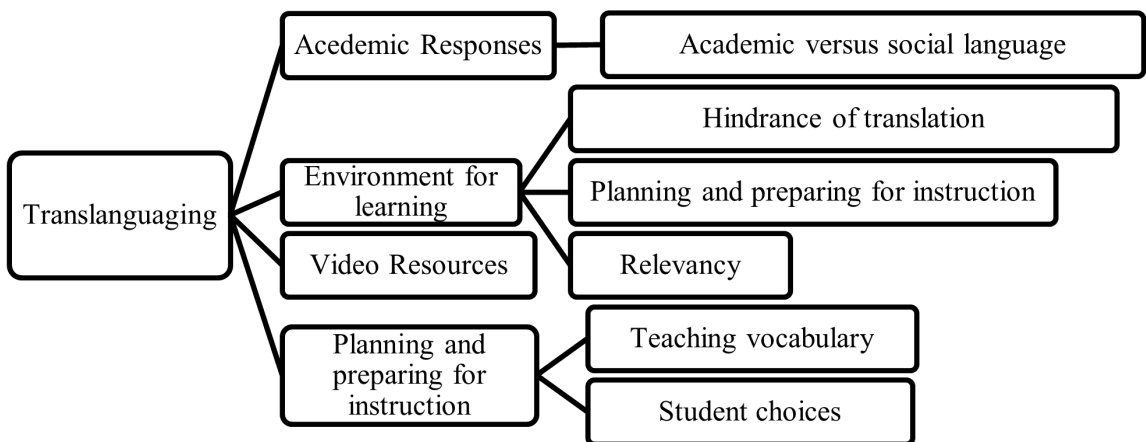 Translanguaging
Acedemic Responses
Academic versus social language
Environment for
learning
Hindrance of translation
Planning and preparing for instruction
Relevancy
Video Resources
Planning and
preparing for
instruction
Teaching vocabulary
Student choices